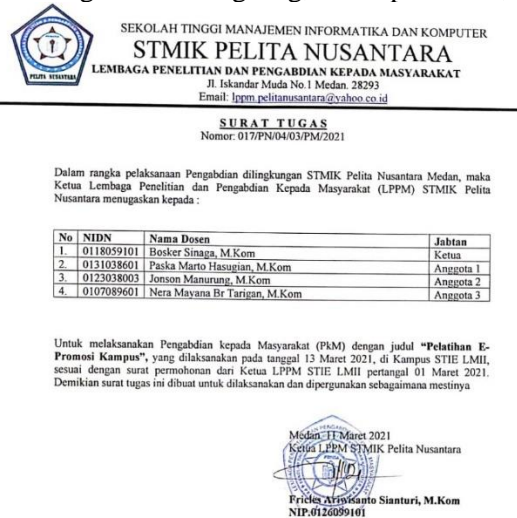 SEKOLAH TINGGI MANAJEMEN INFORMATIKA DAN KOMPUTER
STMIK PELITA NUSANTARA
LEMBAGA PENELITIAN DAN PENGABDIAN KEPADA MASYARAKAT
Jl. Iskandar Muda No.1 Medan. 28293
Email: lppm.pelitanusantara@yahoo.co.id
PELITA NUSANTARA
SURAT TUGAS
Nomor: 017/PN/04/03/PM/2021
Dalam rangka pelaksanaan Pengabdian dilingkungan STMIK Pelita Nusantara Medan, maka
Ketua Lembaga Penelitian dan Pengabdian Kepada Masyarakat (LPPM) STMIK Pelita
Nusantara menugaskan kepada :
No NIDN Nama Dosen Jabtan
1. 0118059101 Bosker Sinaga, M.Kom Ketua
2. 0131038601 Paska Marto Hasugian, M.Kom Anggota 1
3. 0123038003 Jonson Manurung, M.Kom Anggota 2
4. 0107089601 Nera Mayana Br Tarigan, M.Kom Anggota 3
Untuk melaksanakan Pengabdian kepada Masyarakat (PkM) dengan judul “Pelatihan E-
Promosi Kampus”, yang dilaksanakan pada tanggal 13 Maret 2021, di Kampus STIE LMII,
sesuai dengan surat permohonan dari Ketua LPPM STIE LMII pertangal 01 Maret 2021.
Demikian surat tugas ini dibuat untuk dilaksanakan dan dipergunakan sebagaimana mestinya
Medan, 11 Maret 2021
Ketua LPPM STMIK Pelita Nusantara
Fricles Ariwisanto Sianturi, M.Kom
NIP.0126099101